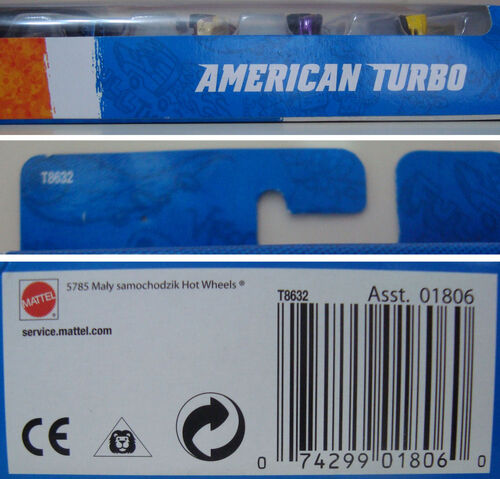 AMERICAN TURBO
T8632
MATTEL
5785 Mały samochodzik Hot Wheels ®
service.mattel.com
T8632
Asst. 01806
CE
0 74299 01806 0